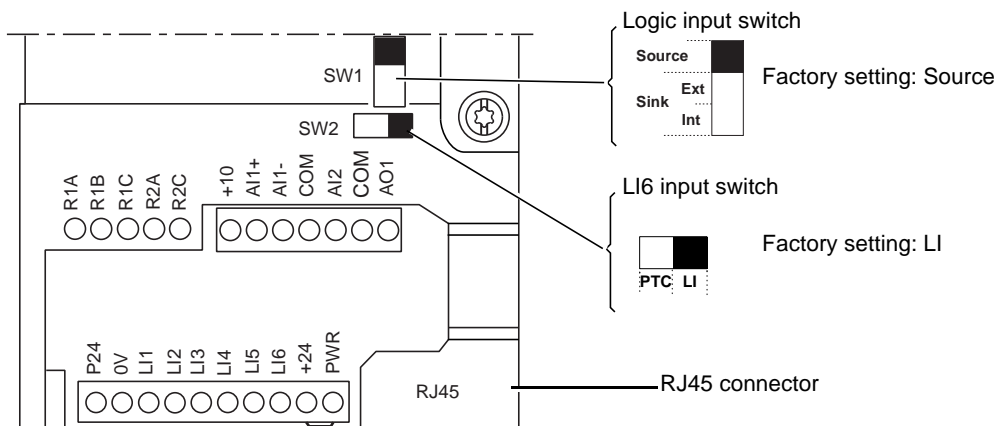 Logic input switch
Source
Factory setting: Source
Sink
Ext
Int
SW1
SW2
LI6 input switch
Factory setting: LI
PTC LI
R1A
R1B
R1C
R2A
R2C
+10
AI1+
AI1-
COM
AI2
COM
AO1
P24
0V
LI1
LI2
LI3
LI4
LI5
LI6
+24
PWR
RJ45
RJ45 connector